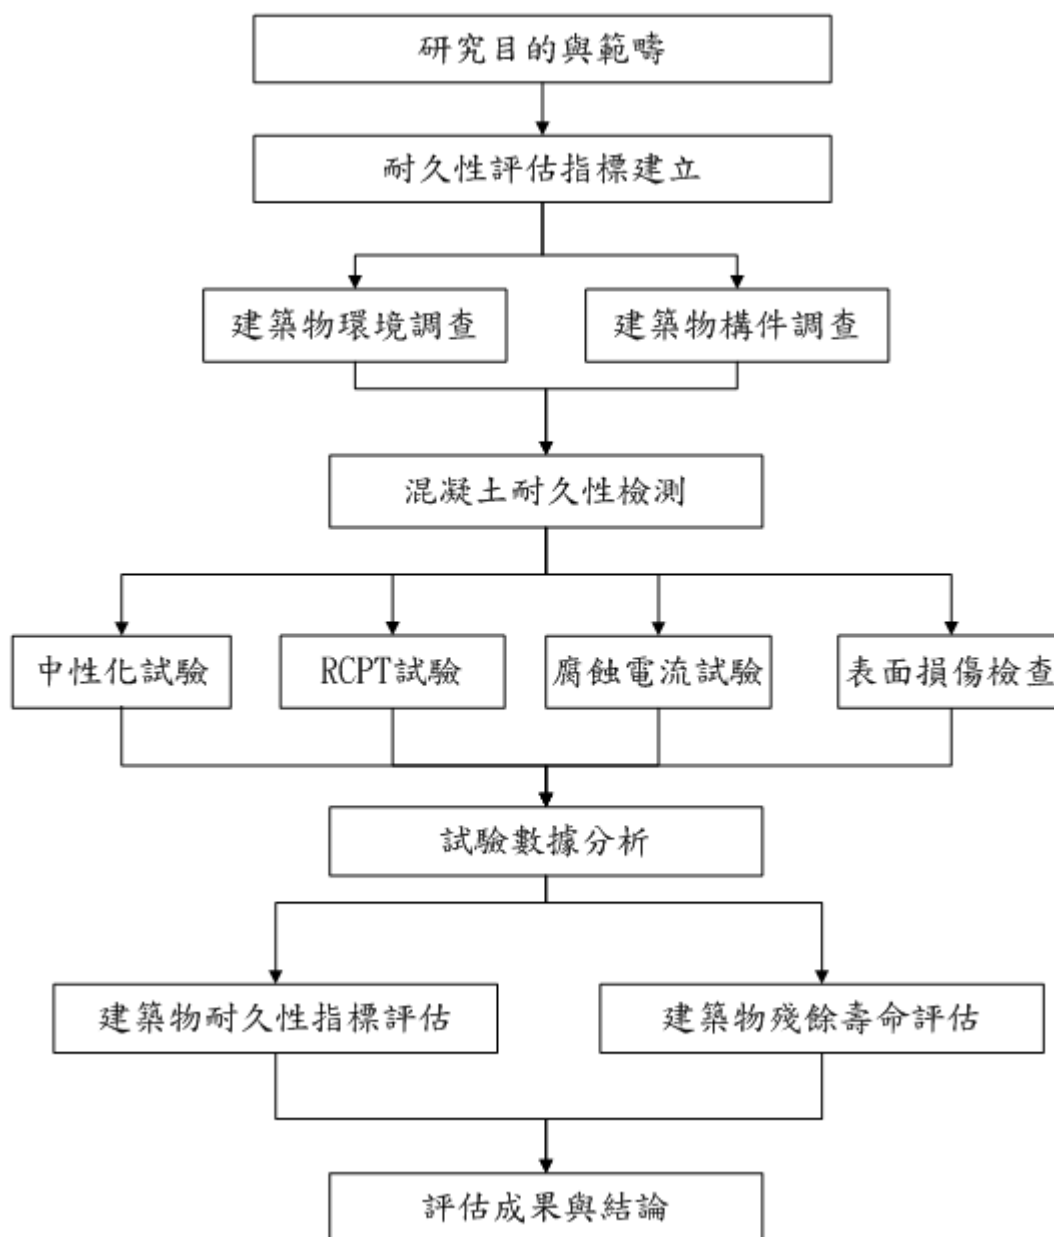 研究目的與範疇
耐久性評估指標建立
建築物環境調查
建築物構件調查
混凝土耐久性檢測
中性化試驗
RCPT試驗
腐蝕電流試驗
表面損傷檢查
試驗數據分析
建築物耐久性指標評估
建築物殘餘壽命評估
評估成果與結論